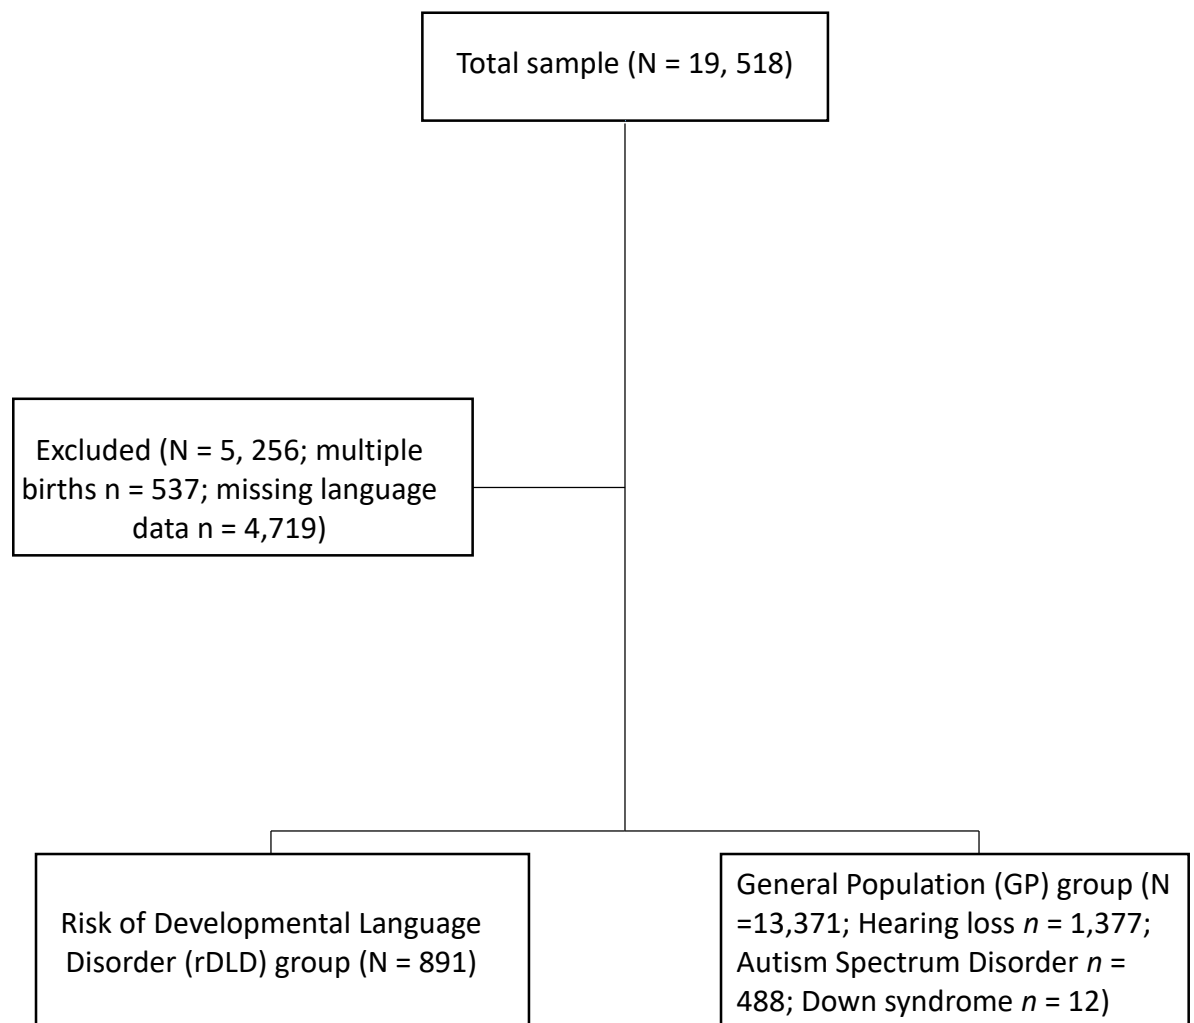 Total sample (N = 19, 518)
Excluded (N = 5, 256; multiple
births n = 537; missing language
data n = 4,719)
Risk of Developmental Language
Disorder (rDLD) group (N = 891)
General Population (GP) group (N
=13,371; Hearing loss n = 1,377;
Autism Spectrum Disorder n =
488; Down syndrome n = 12)